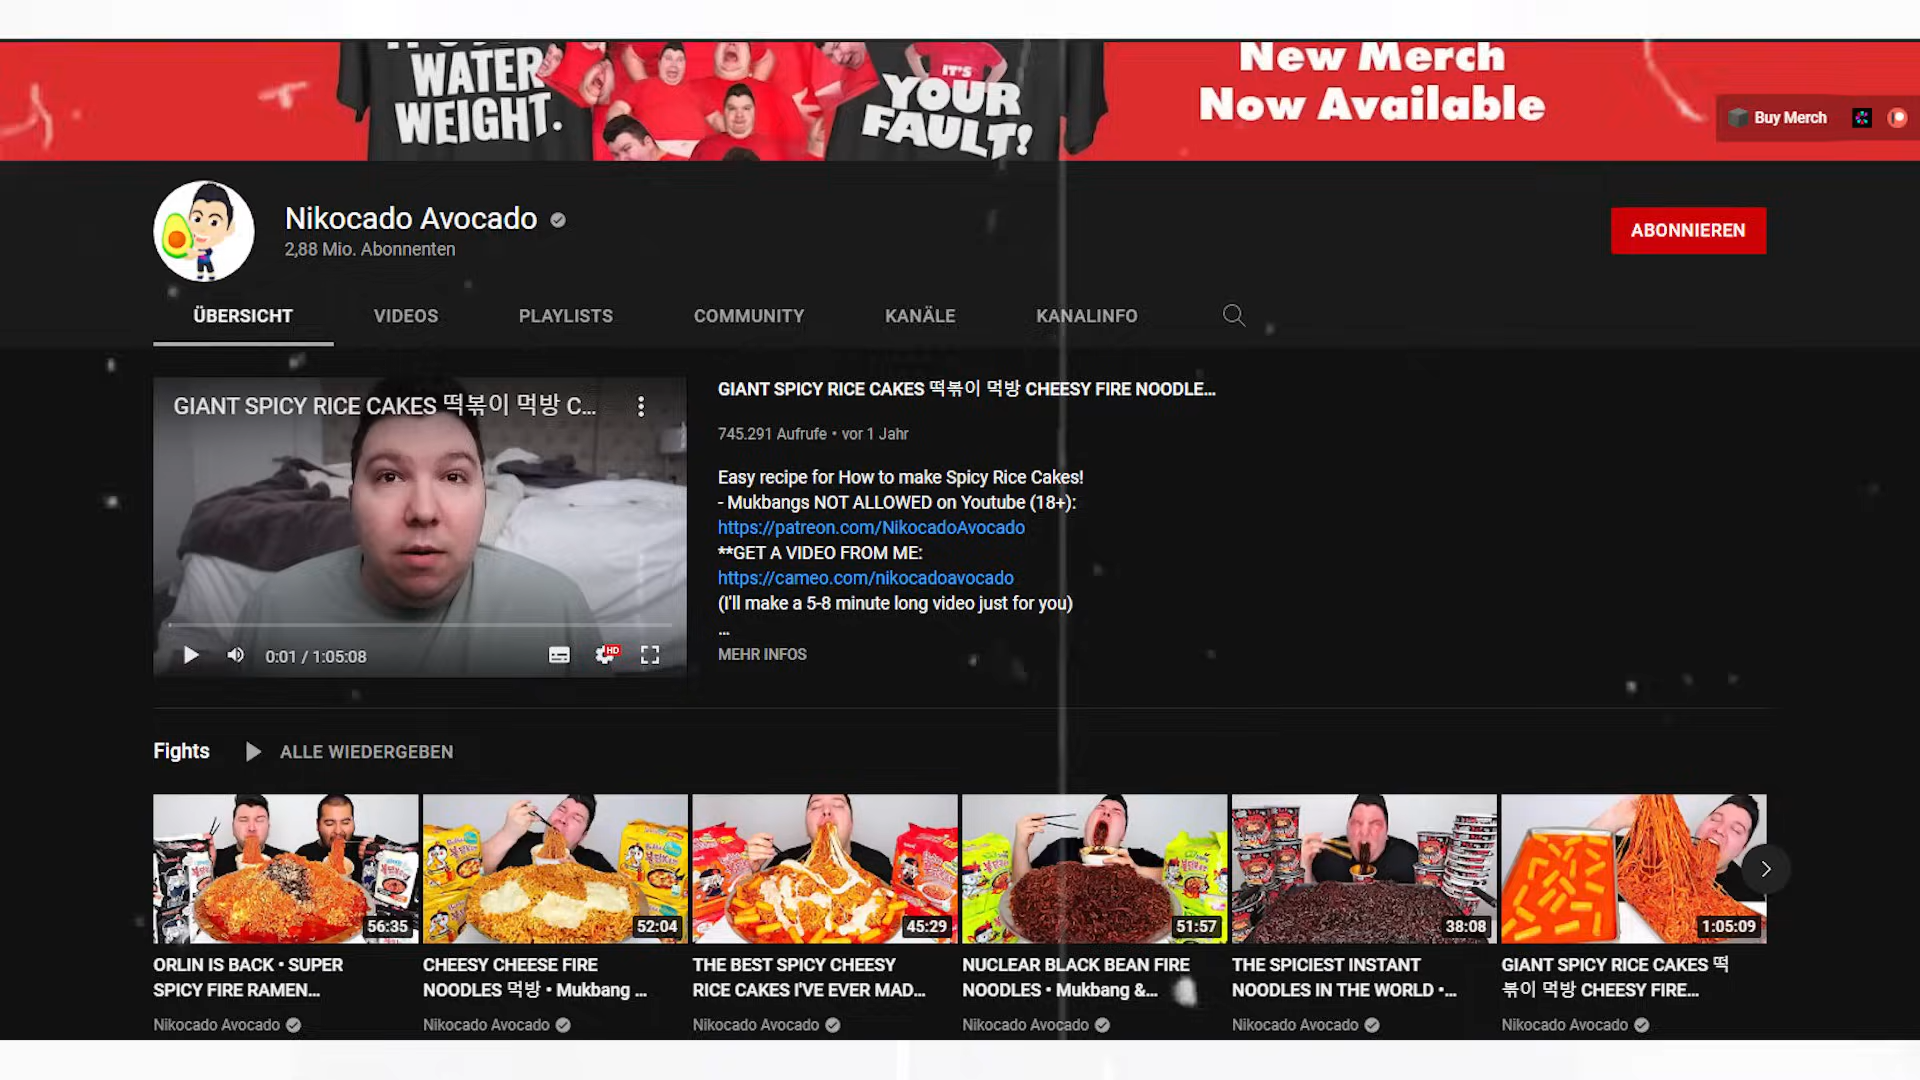 WATER
WEIGHT.
IT'S
YOUR
FAULT!
New Merch
Now Available
Buy Merch
Nikocado Avocado
2,88 Mio. Abonnenten
ABONNIEREN
ÜBERSICHT
VIDEOS
PLAYLISTS
COMMUNITY
KANÄLE
KANALINFO
GIANT SPICY RICE CAKES 떡볶이 먹방 C...
0:01 / 1:05:08
HD
GIANT SPICY RICE CAKES 떡볶이 먹방 CHEESY FIRE NOODLE...
745.291 Aufrufe • vor 1 Jahr
Easy recipe for How to make Spicy Rice Cakes!
- Mukbangs NOT ALLOWED on Youtube (18+):
https://patreon.com/NikocadoAvocado
**GET A VIDEO FROM ME:
https://cameo.com/nikocadoavocado
(I'll make a 5-8 minute long video just for you)
...
MEHR INFOS
Fights
ALLE WIEDERGEBEN
56:35
ORLIN IS BACK • SUPER
SPICY FIRE RAMEN...
Nikocado Avocado
52:04
CHEESY CHEESE FIRE
NOODLES 먹방 • Mukbang ...
Nikocado Avocado
45:29
THE BEST SPICY CHEESY
RICE CAKES I'VE EVER MAD...
Nikocado Avocado
51:57
NUCLEAR BLACK BEAN FIRE
NOODLES • Mukbang &...
Nikocado Avocado
38:08
THE SPICIEST INSTANT
NOODLES IN THE WORLD •...
Nikocado Avocado
1:05:09
GIANT SPICY RICE CAKES 떡
볶이 먹방 CHEESY FIRE...
Nikocado Avocado